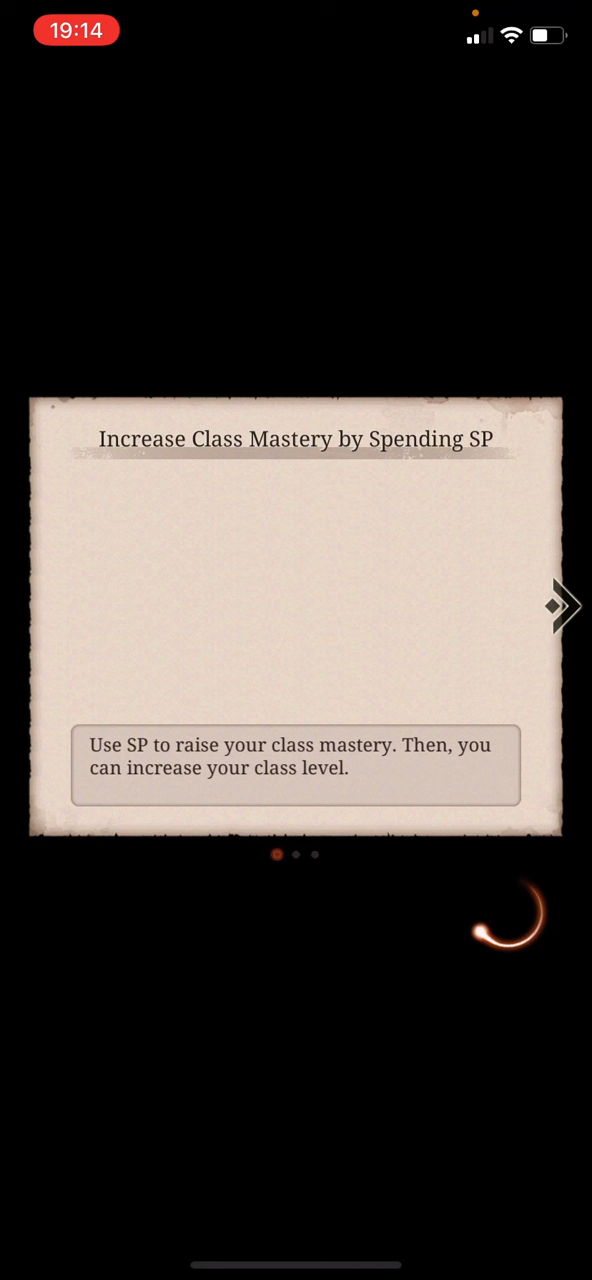 19:14
Increase Class Mastery by Spending SP
Use SP to raise your class mastery. Then, you
can increase your class level.